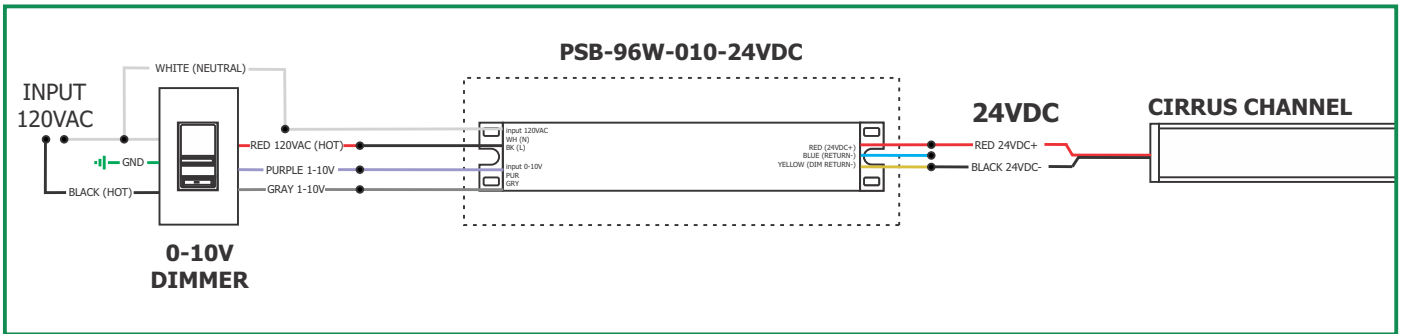 PSB-96W-010-24VDC
WHITE (NEUTRAL)
INPUT
120VAC
24VDC
CIRRUS CHANNEL
input 120VAC
WH (N)
BK (L)
RED 120VAC (HOT)
RED (24VDC+)
BLUE (RETURN-)
YELLOW (DIM RETURN-)
RED 24VDC+
GND
input 0-10V
PUR
GRY
PURPLE 1-10V
BLACK 24VDC-
BLACK (HOT)
GRAY 1-10V
0-10V
DIMMER